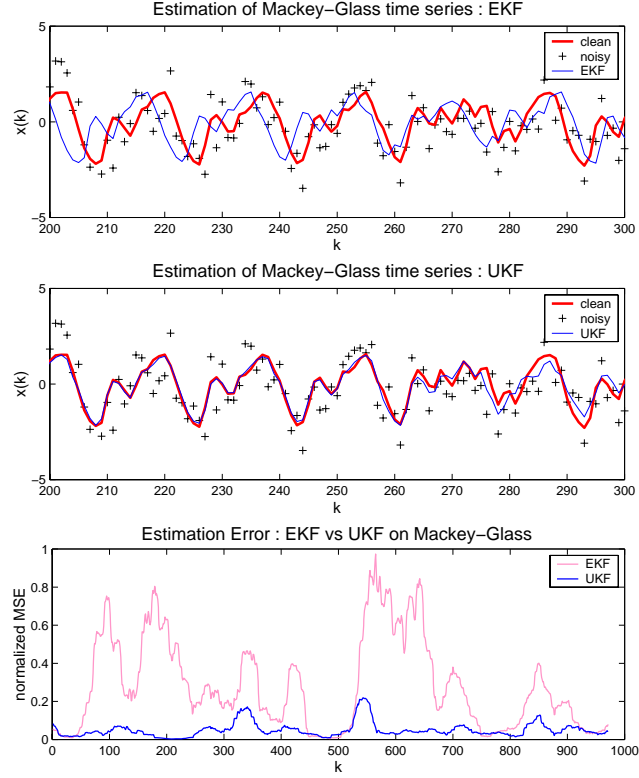 Estimation of Mackey-Glass time series : EKF
5
0
−5
x(k)
clean
noisy
EKF
200 210 220 230 240 250 260 270 280 290 300
k
Estimation of Mackey-Glass time series : UKF
5
0
−5
x(k)
clean
noisy
UKF
200 210 220 230 240 250 260 270 280 290 300
k
Estimation Error : EKF vs UKF on Mackey-Glass
1
0.8
0.6
0.4
0.2
0
normalized MSE
EKF
UKF
0 100 200 300 400 500 600 700 800 900 1000
k